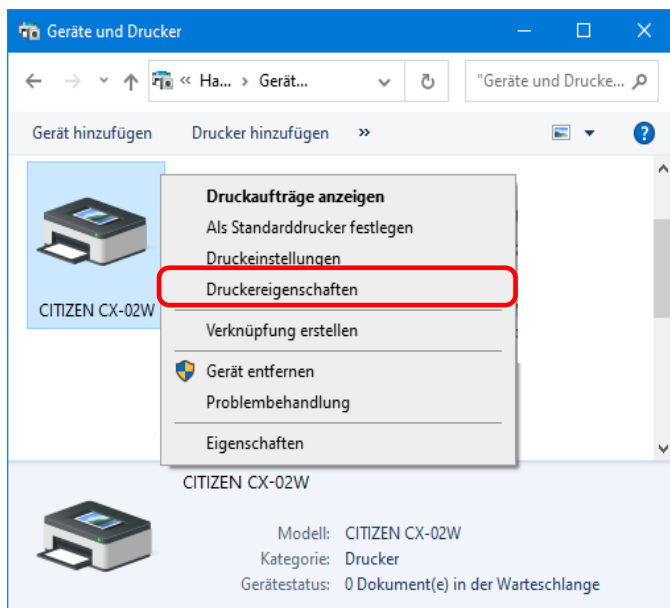 Geräte und Drucker
« Ha... › Gerät...
"Geräte und Drucke...
Gerät hinzufügen Drucker hinzufügen »
?
Druckaufträge anzeigen
Als Standarddrucker festlegen
Druckeinstellungen
Druckereigenschaften
CITIZEN CX-02W
Verknüpfung erstellen
Gerät entfernen
Problembehandlung
Eigenschaften
CITIZEN CX-02W
Modell: CITIZEN CX-02W
Kategorie: Drucker
Gerätestatus: 0 Dokument(e) in der Warteschlange